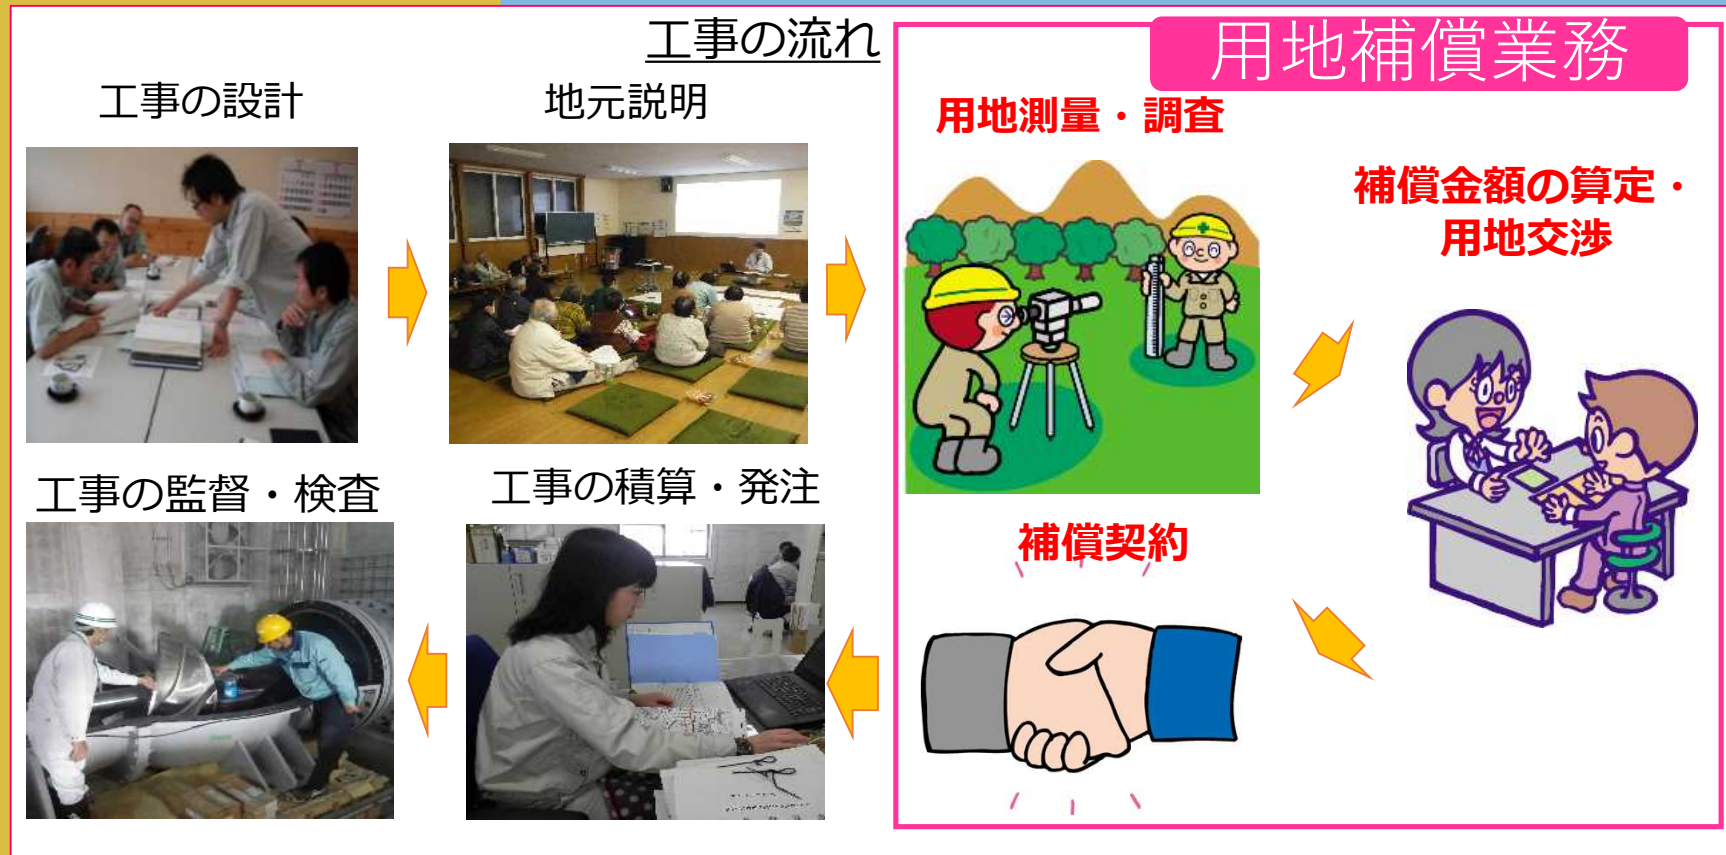 工事の流れ
用地補償業務
工事の設計
地元説明
用地測量・調査
補償金額の算定・
用地交渉
補償契約
工事の積算・発注
工事の監督・検査